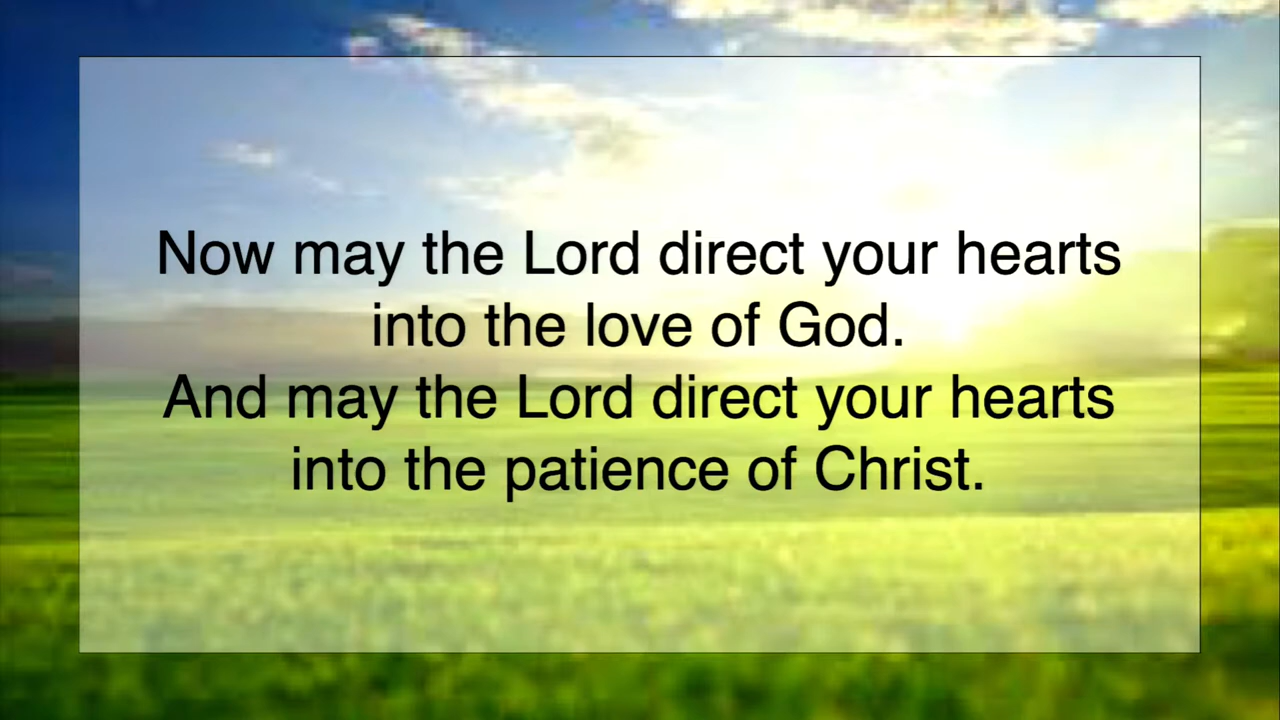 Now may the Lord direct your hearts
into the love of God.
And may the Lord direct your hearts
into the patience of Christ.